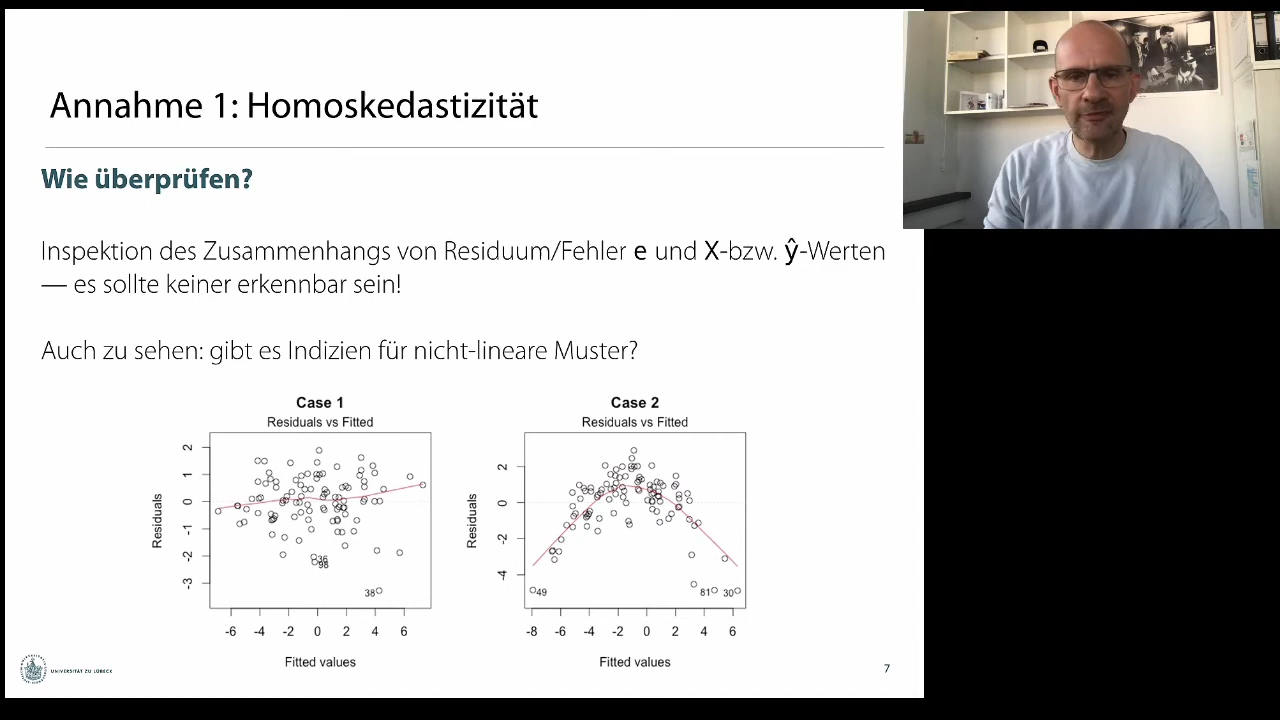 Annahme 1: Homoskedastizität
Wie überprüfen?
Inspektion des Zusammenhangs von Residuum/Fehler e und X-bzw. ŷ-Werten
— es sollte keiner erkennbar sein!
Auch zu sehen: gibt es Indizien für nicht-lineare Muster?
Case 1
Residuals vs Fitted
Residuals
2
1
0
-1
-2
-3
36
98
38
-6 -4 -2 0 2 4 6
Fitted values
Case 2
Residuals vs Fitted
Residuals
2
0
-2
-4
49
81
30
-8 -6 -4 -2 0 2 4 6
Fitted values
UNIVERSITÄT ZU LÜBECK
7